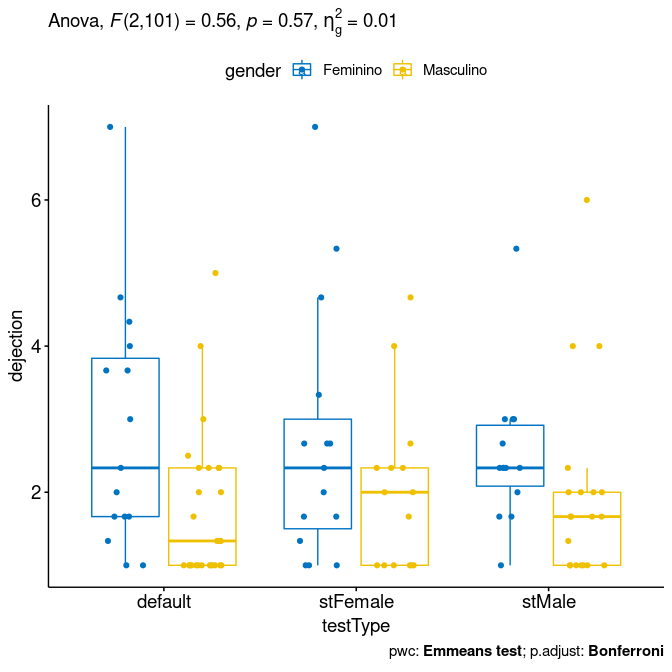 Anova, F(2,101) = 0.56, p = 0.57, η²g = 0.01
gender Feminino Masculino
6
4
2
dejection
default stFemale stMale
testType
pwc: Emmeans test; p.adjust: Bonferroni